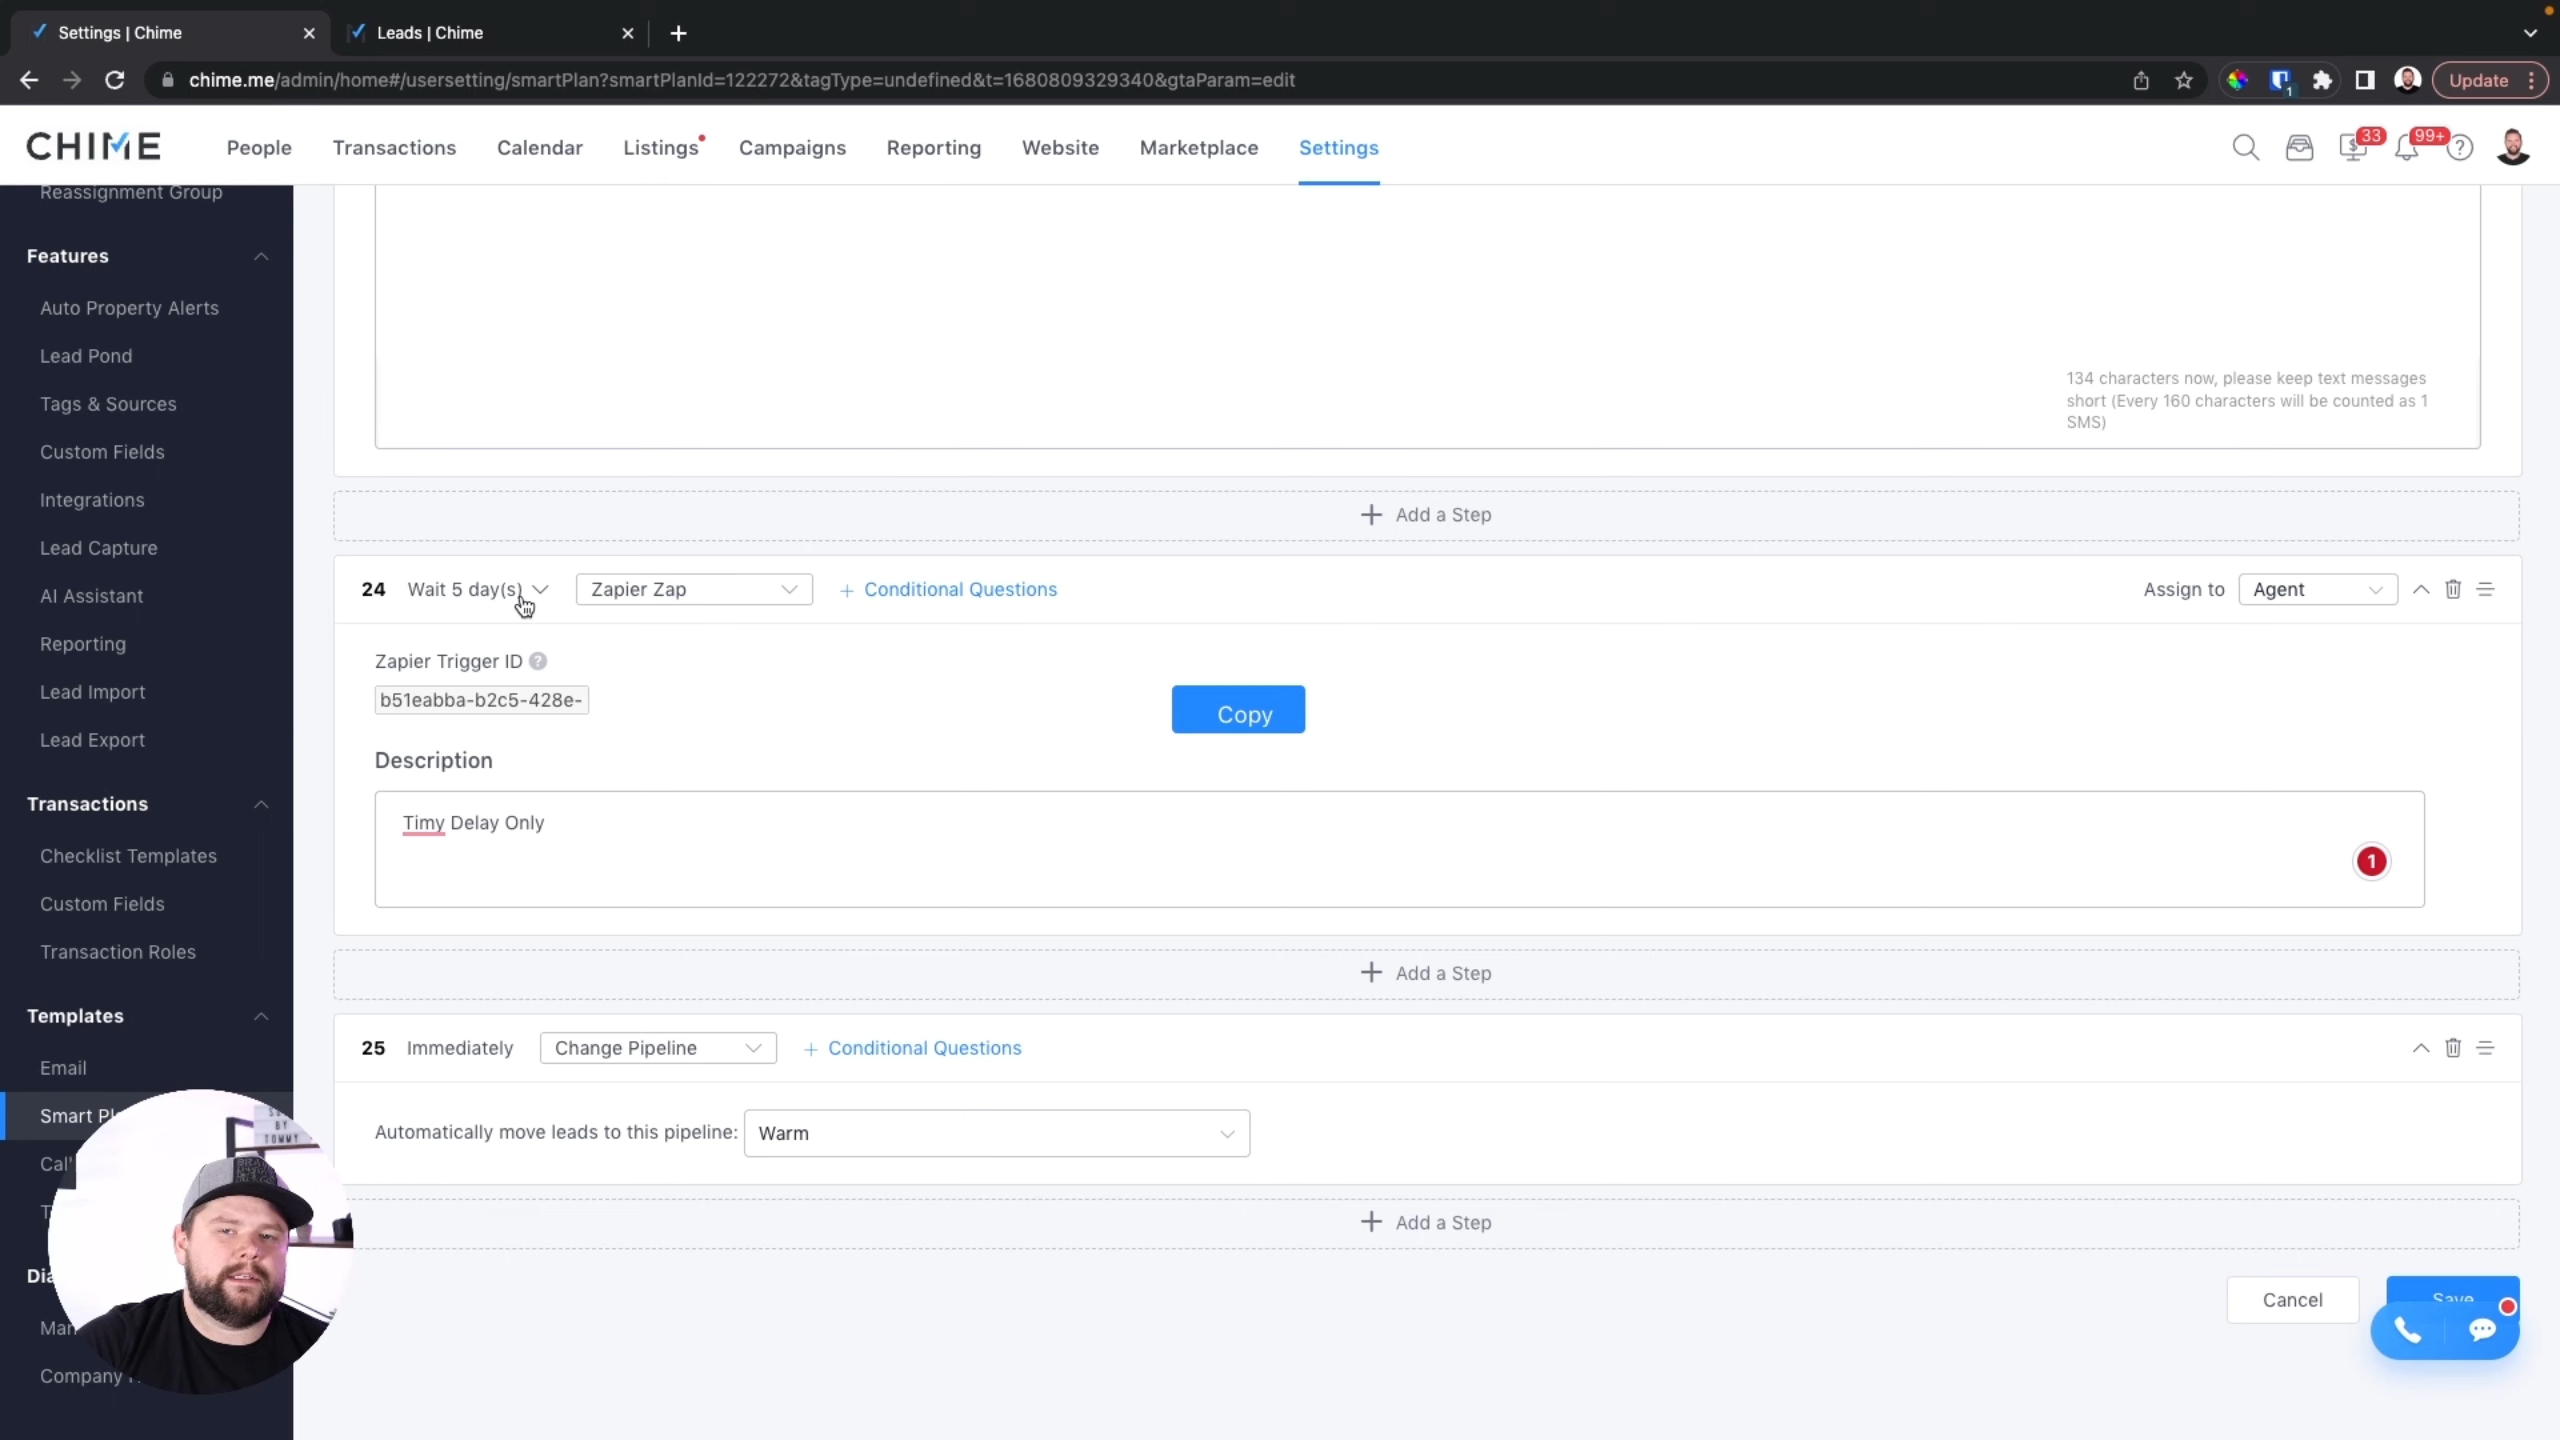 Settings | Chime
Leads | Chime
chime.me/admin/home#/usersetting/smartPlan?smartPlanId=122272&tagType=undefined&t=1680809329340&gtaParam=edit
1
Update
CHIME
People
Transactions
Calendar
Listings
Campaigns
Reporting
Website
Marketplace
Settings
33
99+
Reassignment Group
Features
Auto Property Alerts
Lead Pond
Tags & Sources
Custom Fields
Integrations
Lead Capture
AI Assistant
Reporting
Lead Import
Lead Export
Transactions
Checklist Templates
Custom Fields
Transaction Roles
Templates
Email
Smart
BY
TOMMY
Company
134 characters now, please keep text messages
short (Every 160 characters will be counted as 1
SMS)
+ Add a Step
24 Wait 5 day(s) Zapier Zap + Conditional Questions Assign to Agent
Zapier Trigger ID ?
b51eabba-b2c5-428e-
Copy
Description
Timy Delay Only
1
+ Add a Step
25 Immediately Change Pipeline + Conditional Questions
Automatically move leads to this pipeline: Warm
+ Add a Step
Cancel
Save